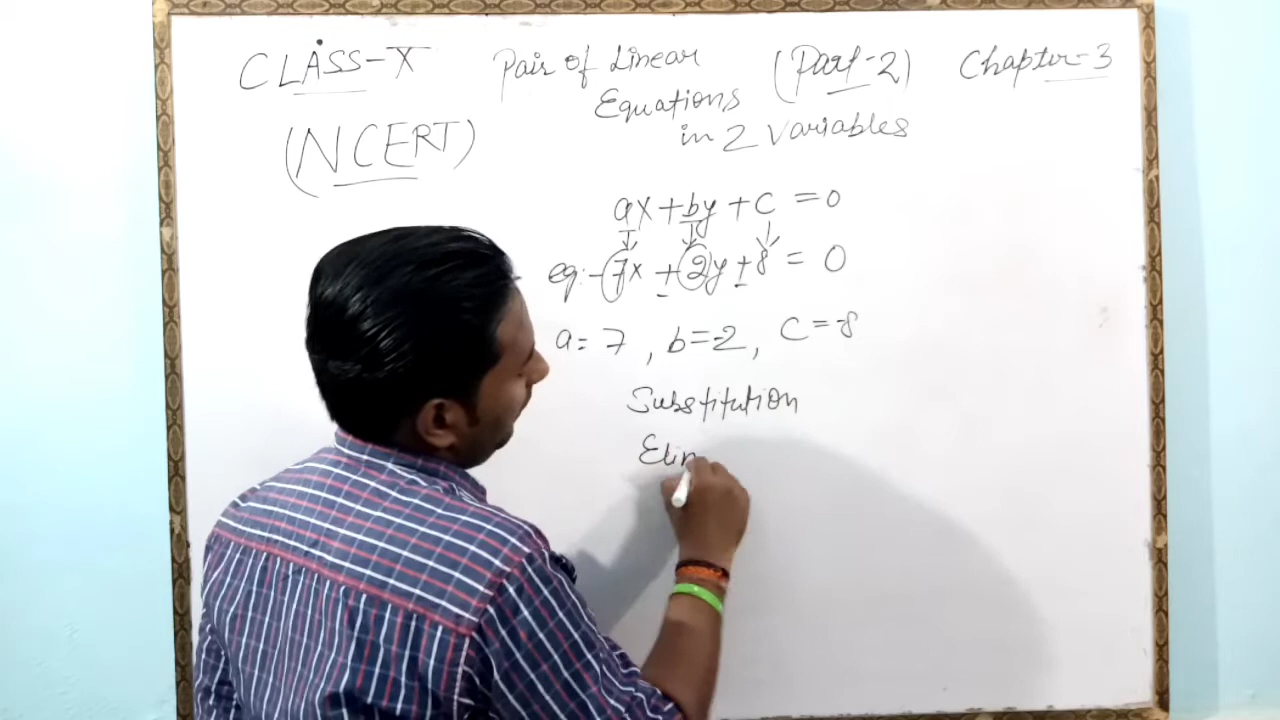 CLASS-X Pair of Linear (Part-2) Chapter-3
Equations
in 2 Variables
(NCERT)
ax + by + c = 0
eg:- 7x + 2y + 8 = 0
a = 7, b = -2, c = -8
Substitution
Elim